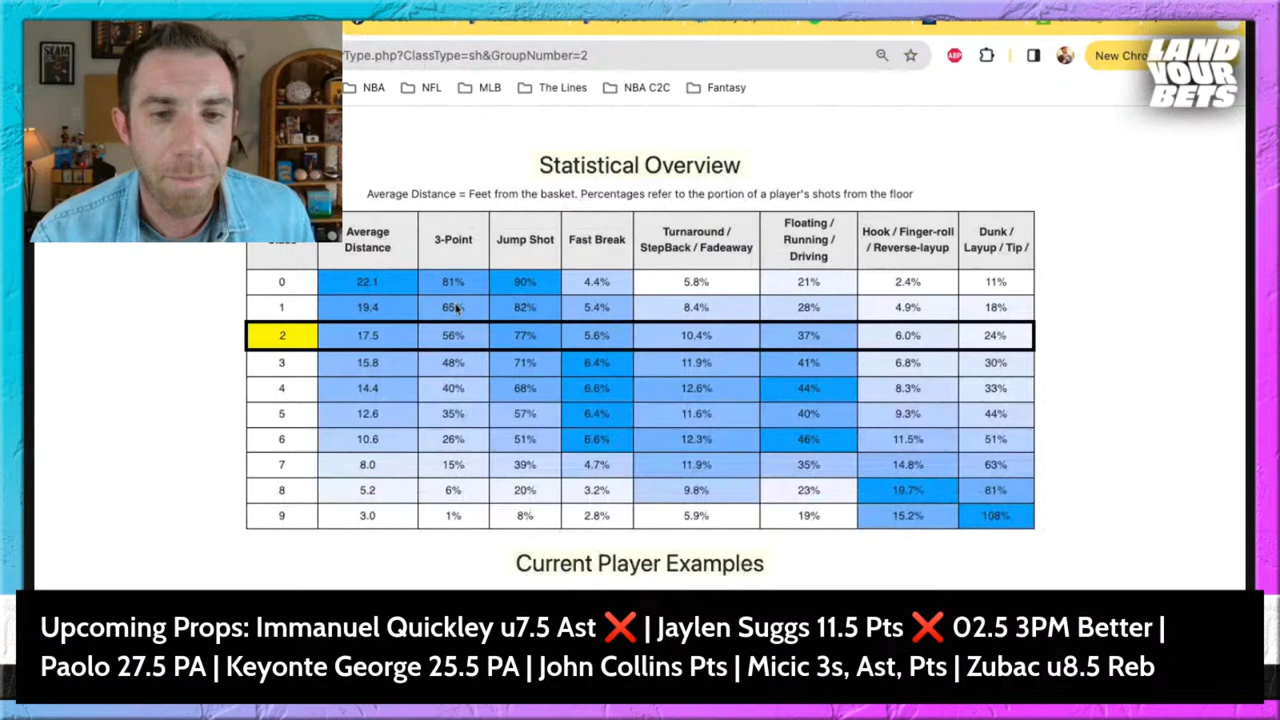 Type.php?ClassType=sh&GroupNumber=2
New Chro
LAND
YOUR
BETS
NBA
NFL
MLB
The Lines
NBA C2C
Fantasy
Statistical Overview
Average Distance = Feet from the basket. Percentages refer to the portion of a player's shots from the floor
Average Distance 3-Point Jump Shot Fast Break Turnaround / StepBack / Fadeaway Floating / Running / Driving Hook / Finger-roll / Reverse-layup Dunk / Layup / Tip /
0 22.1 81% 90% 4.4% 5.8% 21% 2.4% 11%
1 19.4 65% 82% 5.4% 8.4% 28% 4.9% 18%
2 17.5 56% 77% 5.6% 10.4% 37% 6.0% 24%
3 15.8 48% 71% 6.4% 11.9% 41% 6.8% 30%
4 14.4 40% 68% 6.6% 12.6% 44% 8.3% 33%
5 12.6 35% 57% 6.4% 11.6% 40% 9.3% 44%
6 10.6 26% 51% 6.6% 12.3% 46% 11.5% 51%
7 8.0 15% 39% 4.7% 11.9% 35% 14.8% 63%
8 5.2 6% 20% 3.2% 9.8% 23% 19.7% 81%
9 3.0 1% 8% 2.8% 5.9% 19% 15.2% 108%
Current Player Examples
Upcoming Props: Immanuel Quickley u7.5 Ast ❌ | Jaylen Suggs 11.5 Pts ❌ O2.5 3PM Better |
Paolo 27.5 PA | Keyonte George 25.5 PA | John Collins Pts | Micic 3s, Ast, Pts | Zubac u8.5 Reb